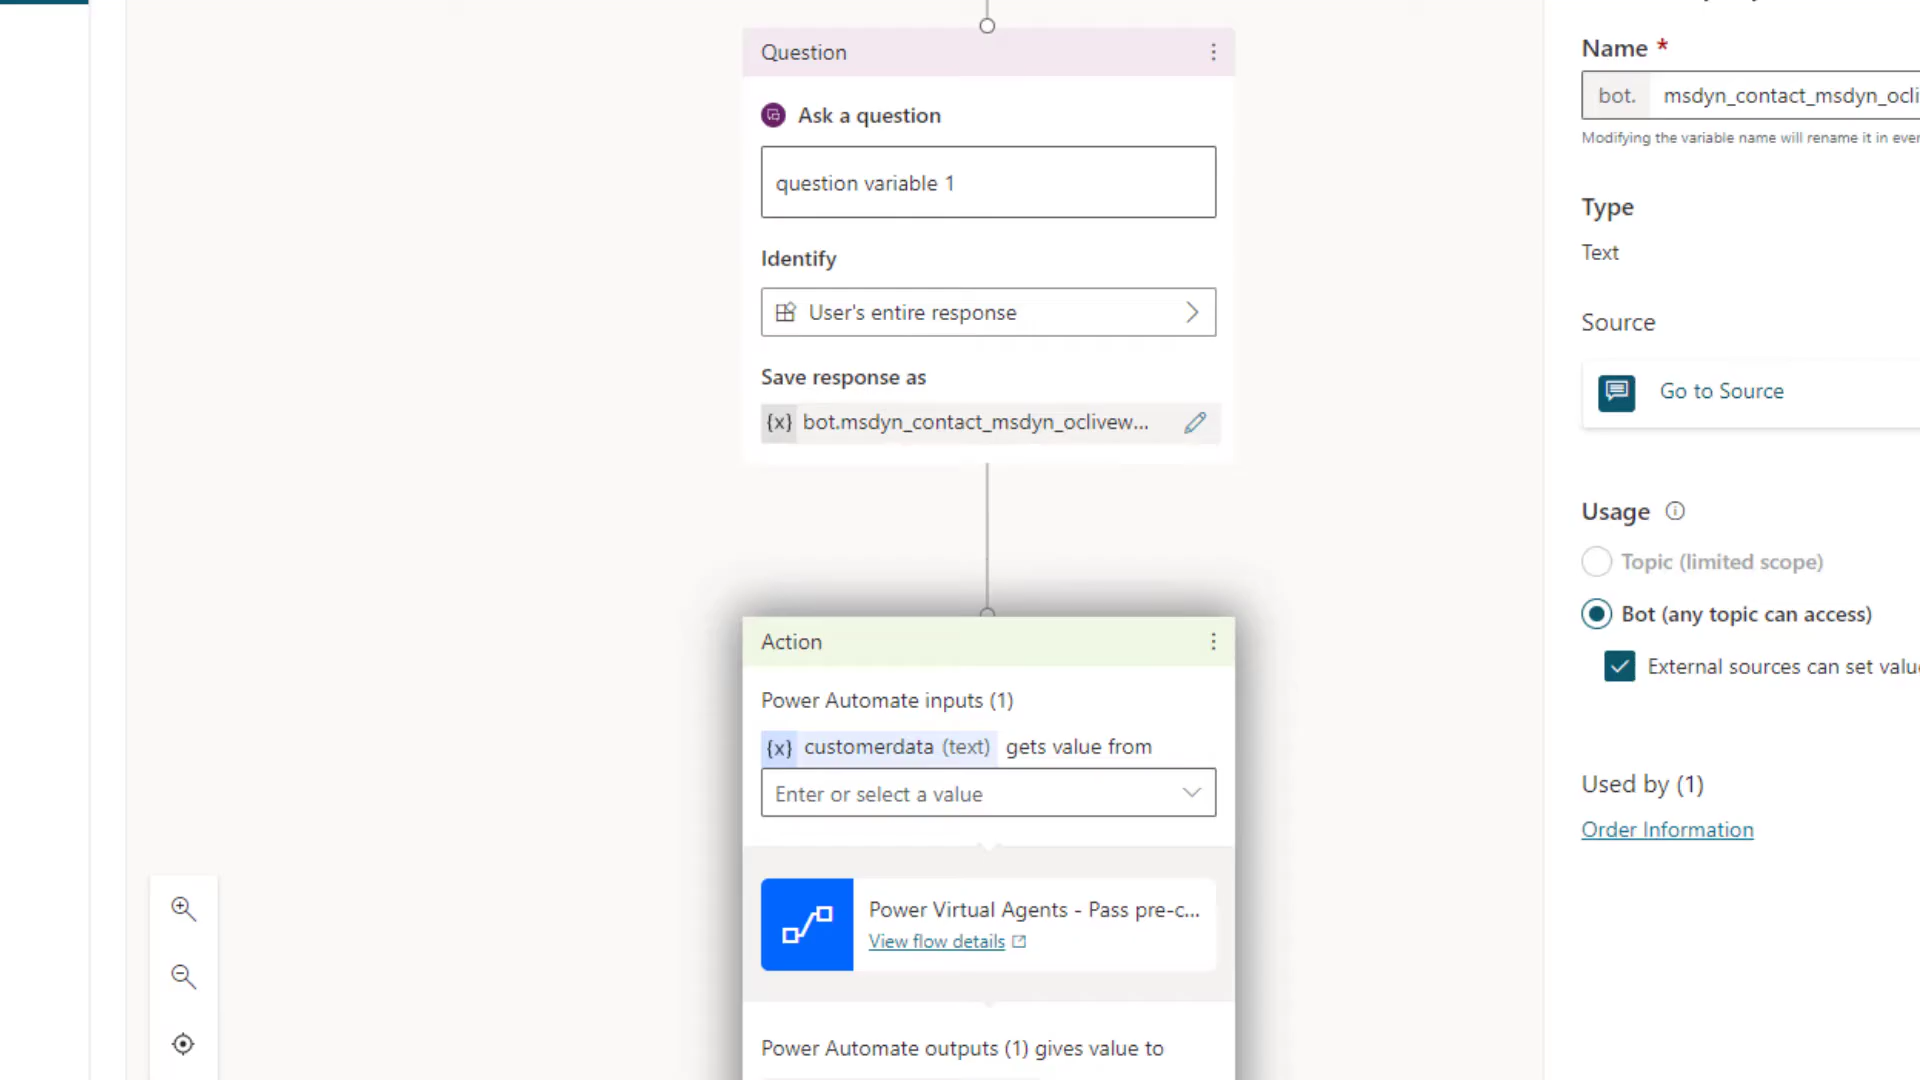 Question
Ask a question
question variable 1
Identify
User's entire response
Save response as
{x} bot.msdyn_contact_msdyn_oclivew...
Action
Power Automate inputs (1)
{x} customerdata (text) gets value from
Enter or select a value
Power Virtual Agents - Pass pre-c...
View flow details
Power Automate outputs (1) gives value to
Name *
bot. msdyn_contact_msdyn_ocli
Modifying the variable name will rename it in ever
Type
Text
Source
Go to Source
Usage
Topic (limited scope)
Bot (any topic can access)
External sources can set valu
Used by (1)
Order Information